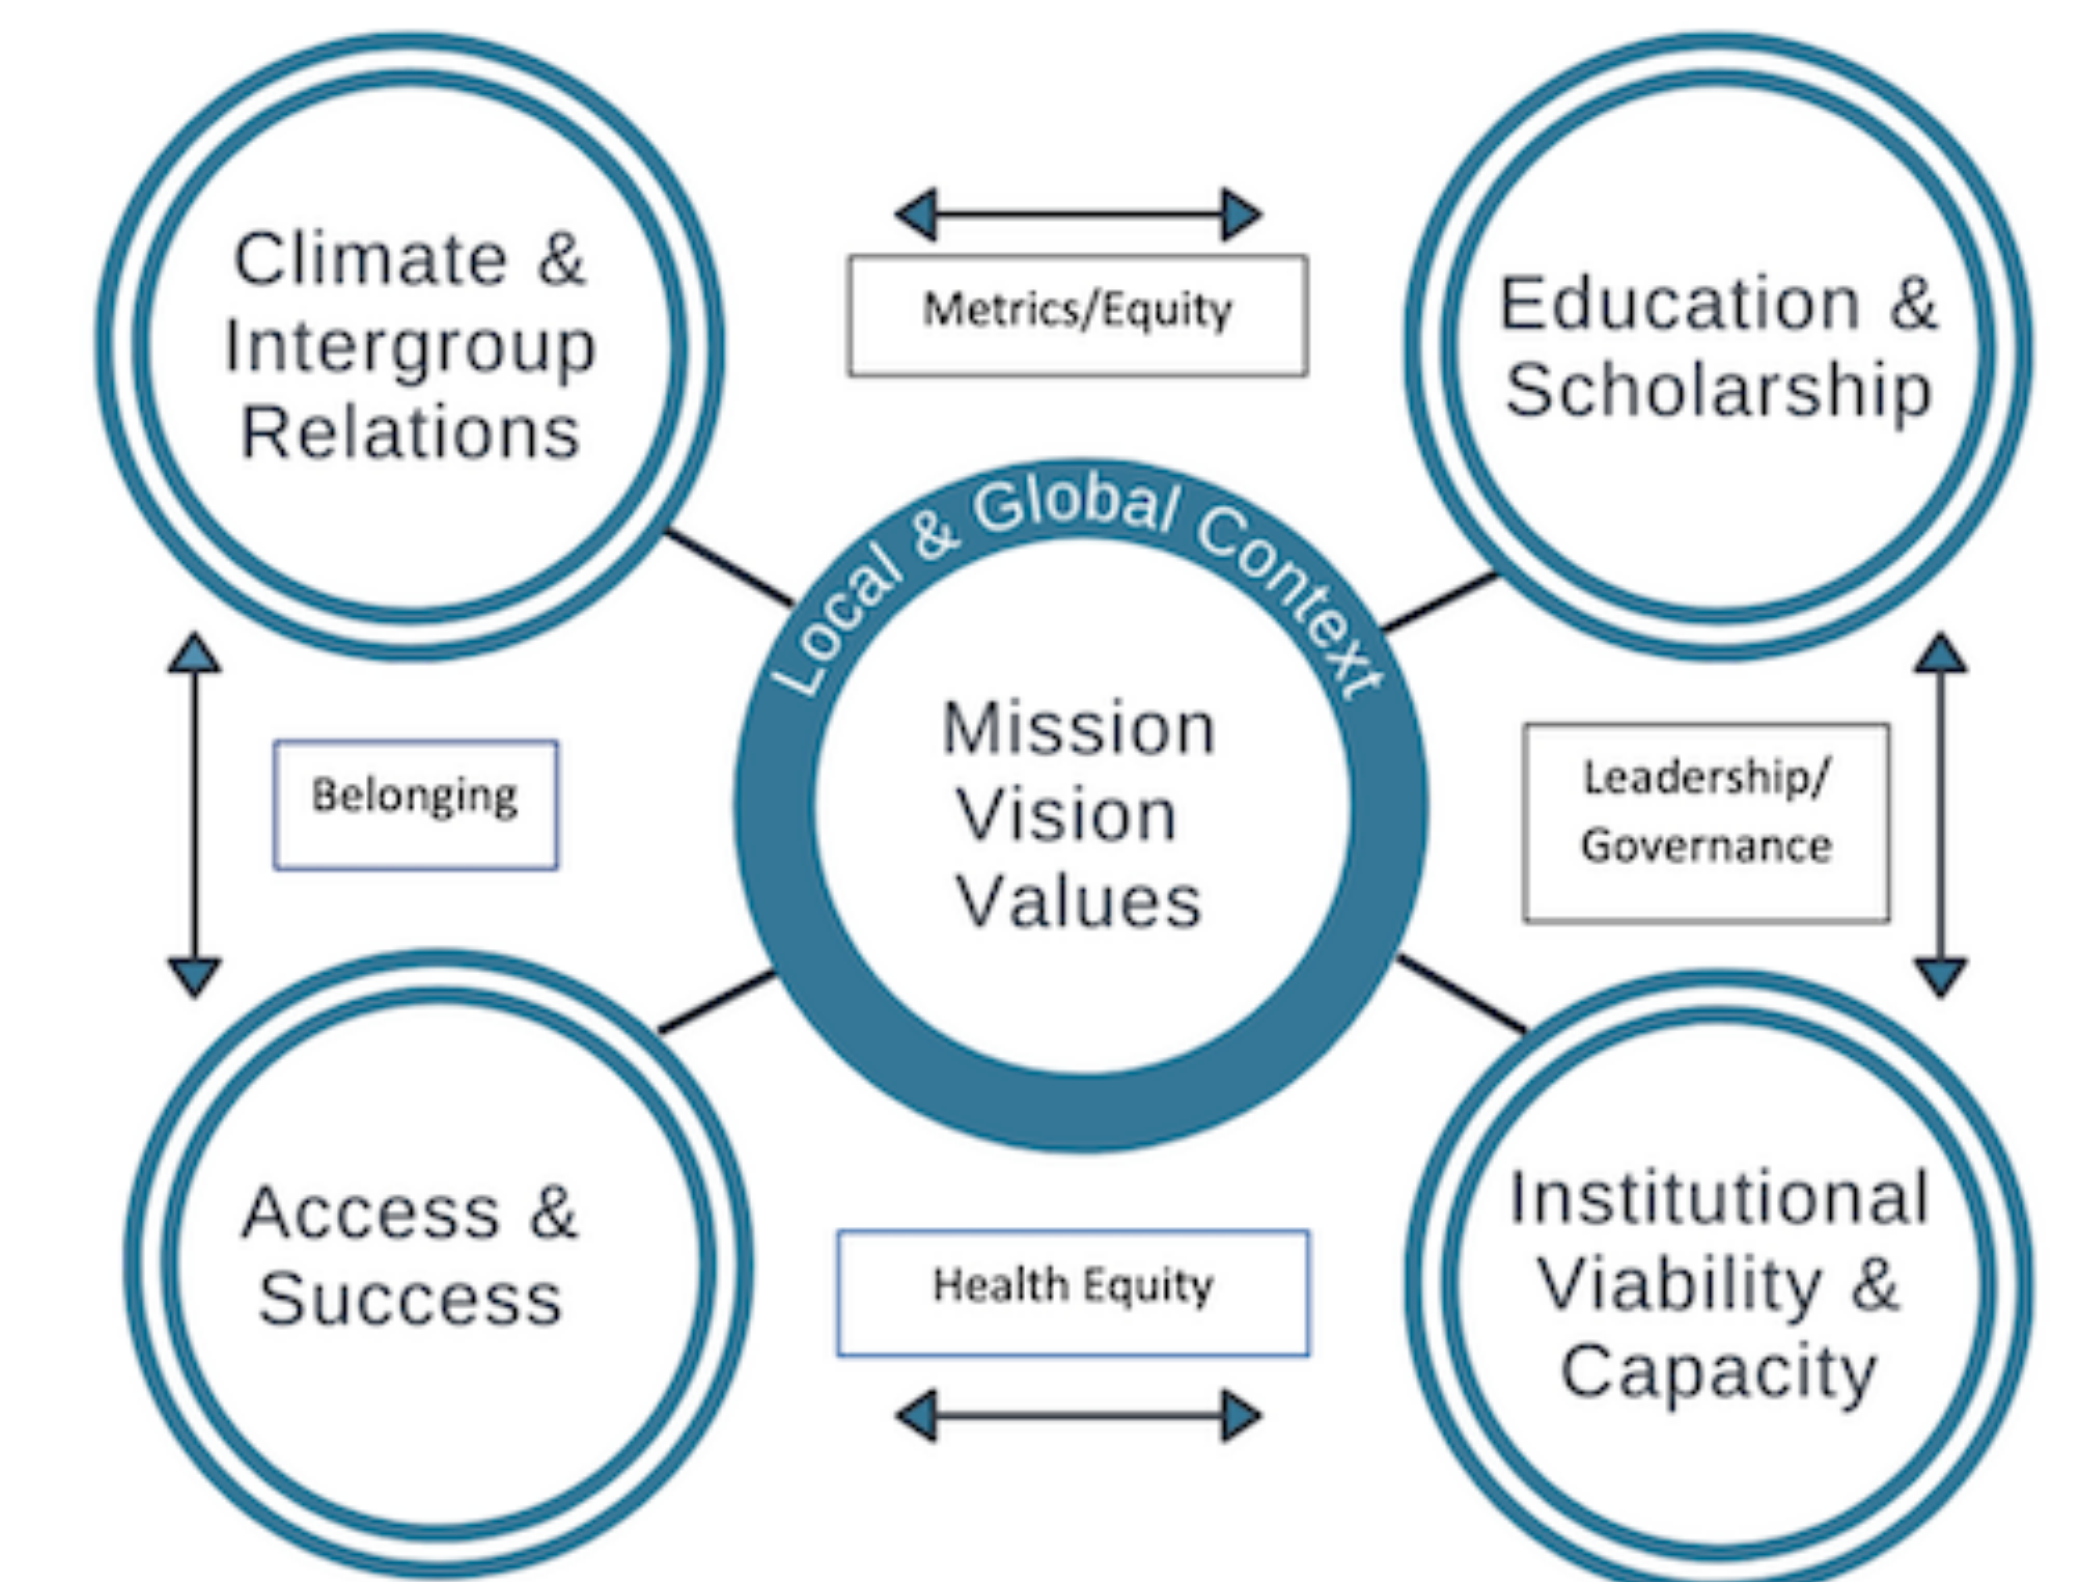 Climate &
Intergroup
Relations
Metrics/Equity
Education &
Scholarship
Local & Global Context
Mission
Vision
Values
Belonging
Leadership/
Governance
Access &
Success
Health Equity
Institutional
Viability &
Capacity